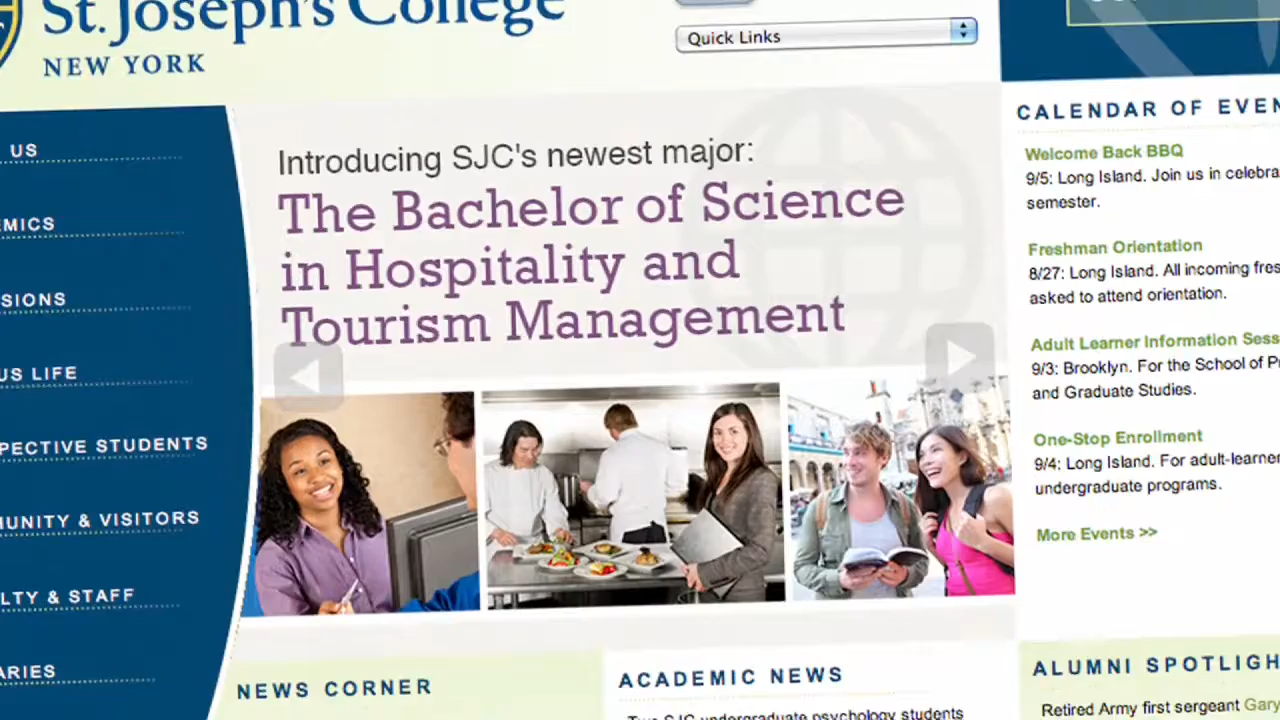 St. Joseph's College
NEW YORK
Quick Links
US
MICS
SIONS
US LIFE
PECTIVE STUDENTS
UNITY & VISITORS
LTY & STAFF
ARIES
Introducing SJC's newest major:
The Bachelor of Science
in Hospitality and
Tourism Management
NEWS CORNER
ACADEMIC NEWS
Two SJC undergraduate psychology students
CALENDAR OF EVEN
Welcome Back BBQ
9/5: Long Island. Join us in celebra
semester.
Freshman Orientation
8/27: Long Island. All incoming fres
asked to attend orientation.
Adult Learner Information Sess
9/3: Brooklyn. For the School of P
and Graduate Studies.
One-Stop Enrollment
9/4: Long Island. For adult-learner
undergraduate programs.
More Events >>
ALUMNI SPOTLIGH
Retired Army first sergeant Gary